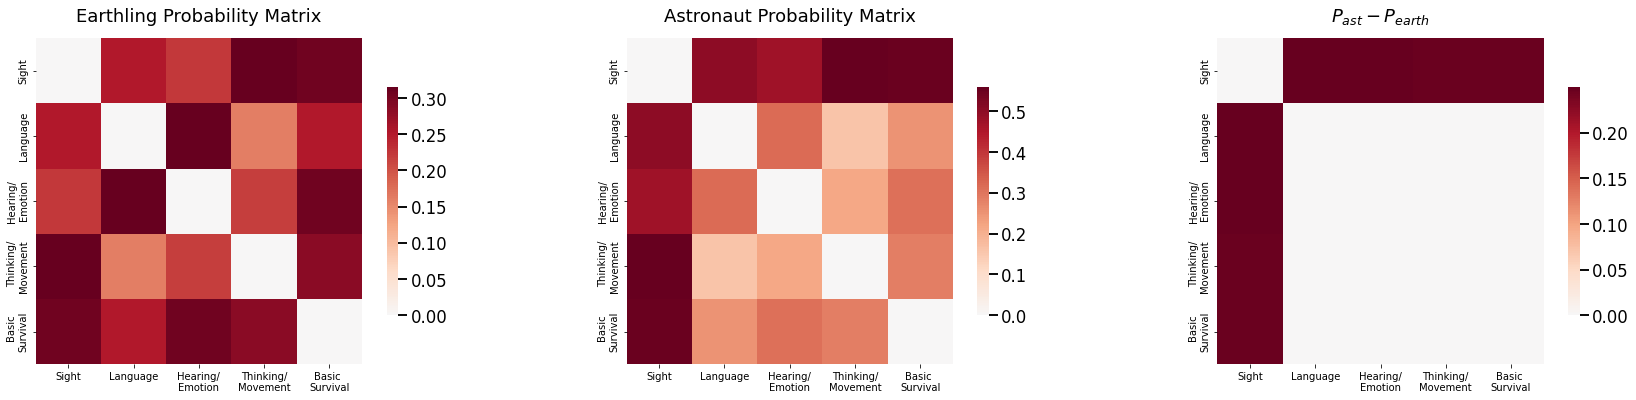 Earthling Probability Matrix
Sight
Language
Hearing/
Emotion
Thinking/
Movement
Basic
Survival
Sight
Language
Hearing/
Emotion
Thinking/
Movement
Basic
Survival
0.30
0.25
0.20
0.15
0.10
0.05
0.00
Astronaut Probability Matrix
Sight
Language
Hearing/
Emotion
Thinking/
Movement
Basic
Survival
Sight
Language
Hearing/
Emotion
Thinking/
Movement
Basic
Survival
0.5
0.4
0.3
0.2
0.1
0.0
P_ast − P_earth
Sight
Language
Hearing/
Emotion
Thinking/
Movement
Basic
Survival
Sight
Language
Hearing/
Emotion
Thinking/
Movement
Basic
Survival
0.20
0.15
0.10
0.05
0.00